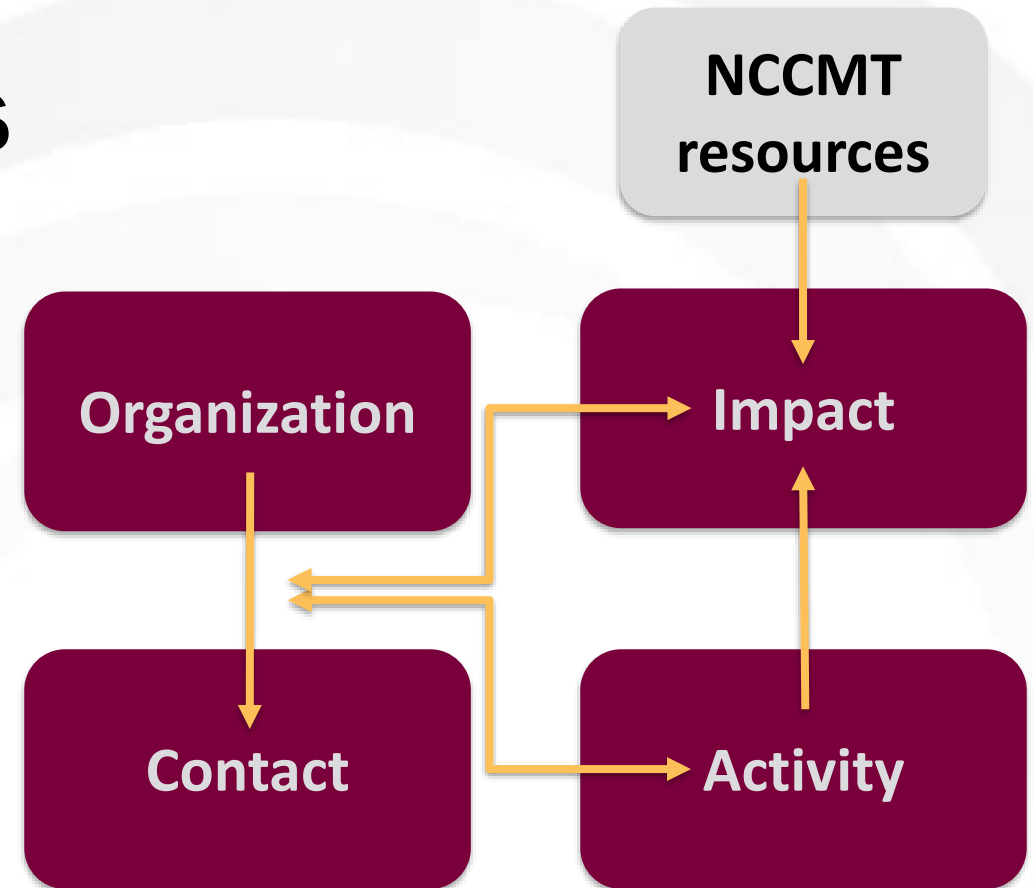 s
NCCMT
resources
Organization
Impact
Contact
Activity